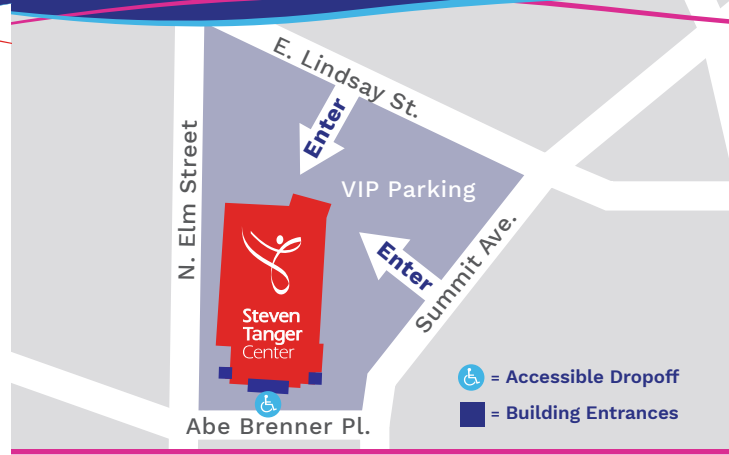 E. Lindsay St.
Enter
N. Elm Street
VIP Parking
Enter
Summit Ave.
Steven
Tanger
Center
= Accessible Dropoff
= Building Entrances
Abe Brenner Pl.